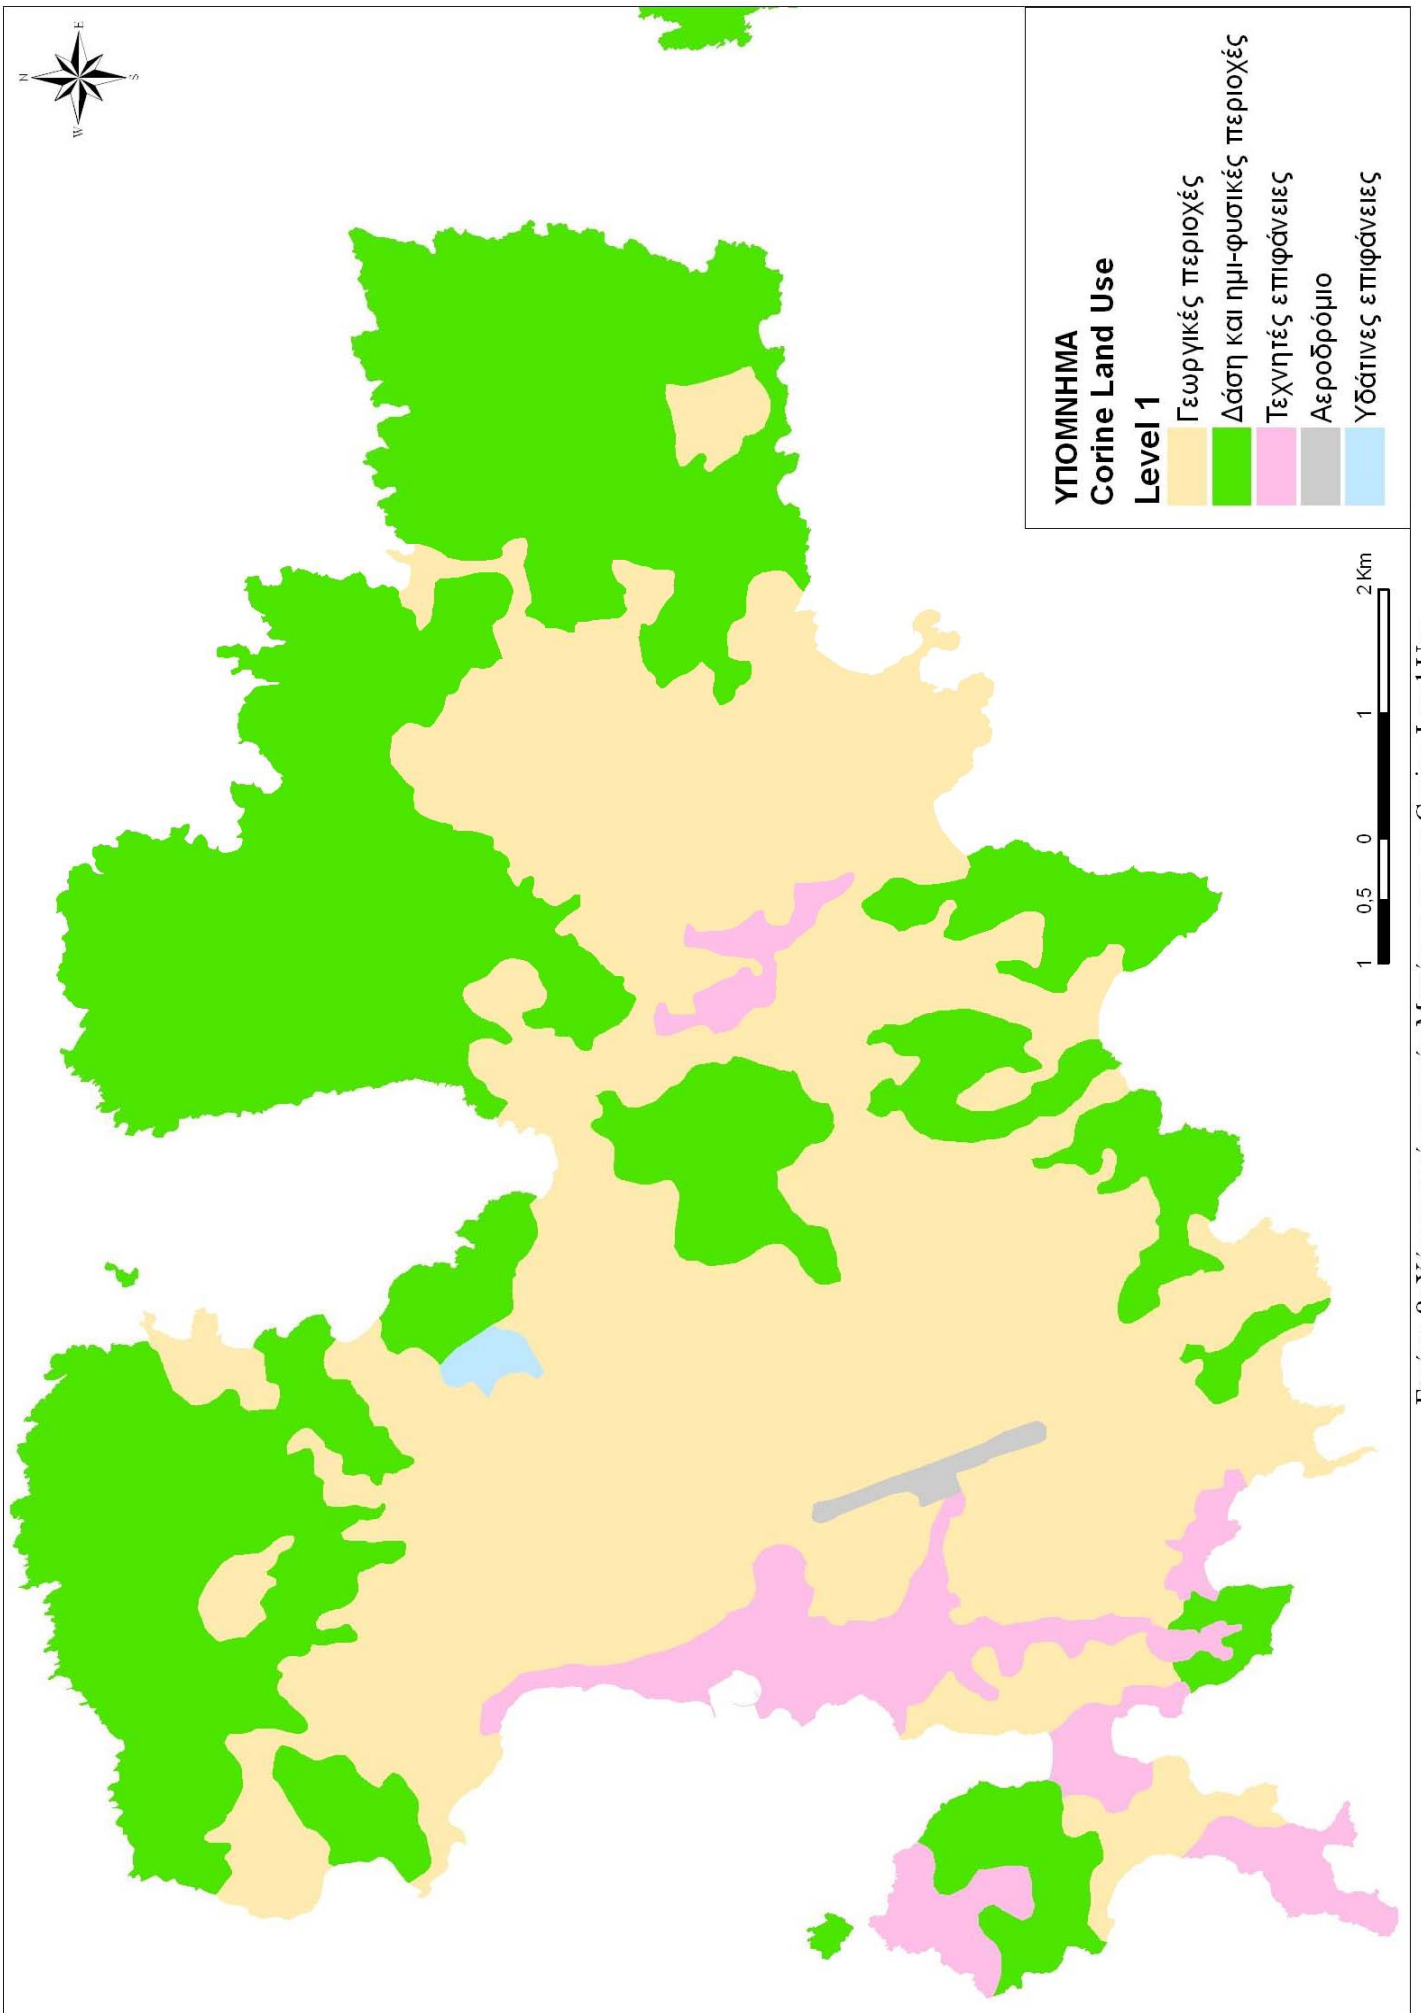 N
E
S
W
ΥΠΟΜΝΗΜΑ
Corine Land Use
Level 1
Γεωργικές περιοχές
Δάση και ημι-φυσικές περιοχές
Τεχνητές επιφάνειες
Αεροδρόμιο
Υδάτινες επιφάνειες
1 0,5 0 1 2 Km